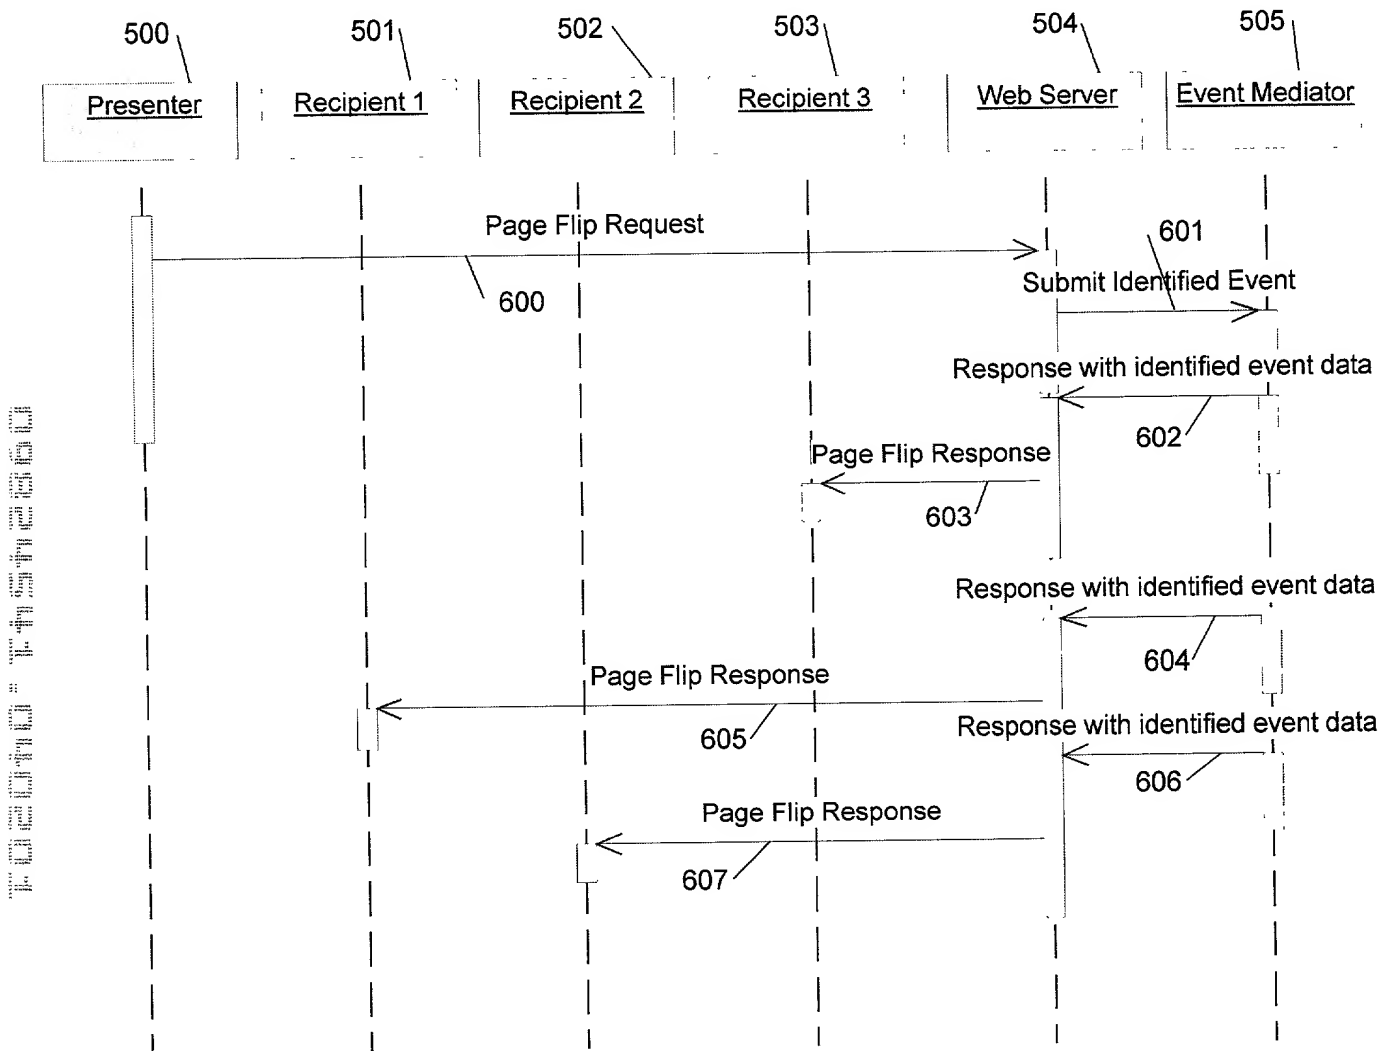 500 501 502 503 504 505
Presenter Recipient 1 Recipient 2 Recipient 3 Web Server Event Mediator
Page Flip Request
600
601
Submit Identified Event
Response with identified event data
602
Page Flip Response
603
Response with identified event data
604
Page Flip Response
605
Response with identified event data
606
Page Flip Response
607